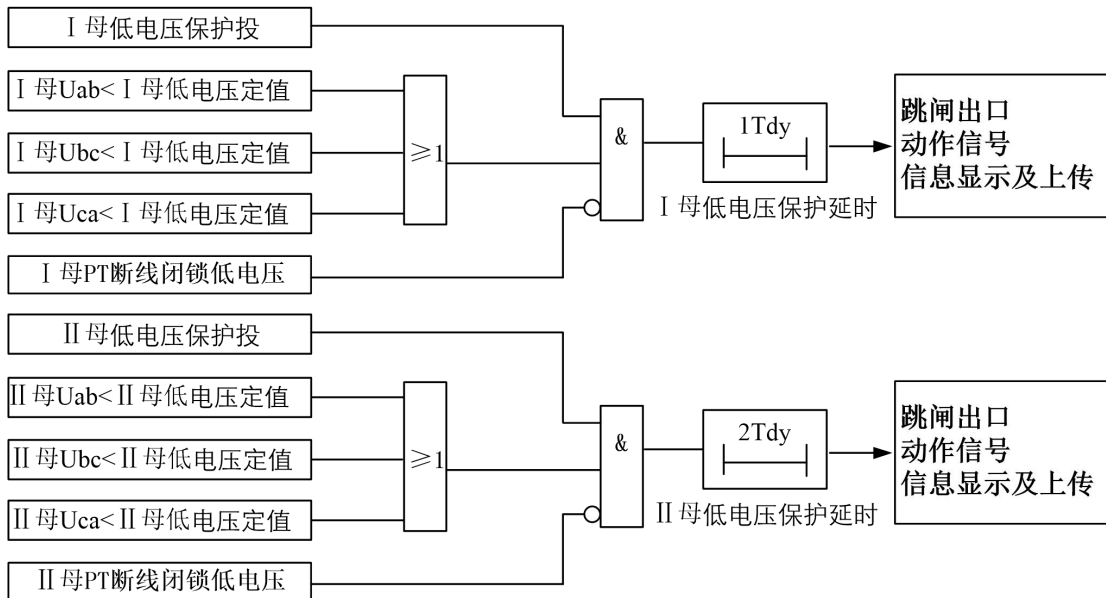 Ⅰ母低电压保护投
Ⅰ母Uab<Ⅰ母低电压定值
Ⅰ母Ubc<Ⅰ母低电压定值
Ⅰ母Uca<Ⅰ母低电压定值
Ⅰ母PT断线闭锁低电压
≥1
&
1Tdy
Ⅰ母低电压保护延时
跳闸出口
动作信号
信息显示及上传
Ⅱ母低电压保护投
Ⅱ母Uab<Ⅱ母低电压定值
Ⅱ母Ubc<Ⅱ母低电压定值
Ⅱ母Uca<Ⅱ母低电压定值
Ⅱ母PT断线闭锁低电压
≥1
&
2Tdy
Ⅱ母低电压保护延时
跳闸出口
动作信号
信息显示及上传